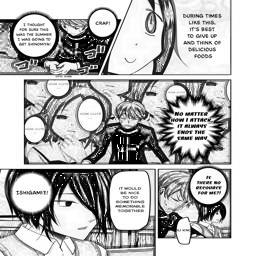 DURING TIMES
LIKE THIS,
IT'S BEST
TO GIVE UP
AND THINK OF
DELICIOUS
FOODS
CRAP!
I THOUGHT
FOR SURE THIS
WAS THE SUMMER
I WAS GOING TO
GET SHINOMIYA!
NO MATTER
HOW I ATTACK,
IT ALWAYS
ENDS THE
SAME WAY.
IS THERE
NO RECOURSE
FOR ME?!
IT WOULD
BE NICE
TO DO
SOMETHING
MEMORABLE
TOGETHER
ISHIGAMI!